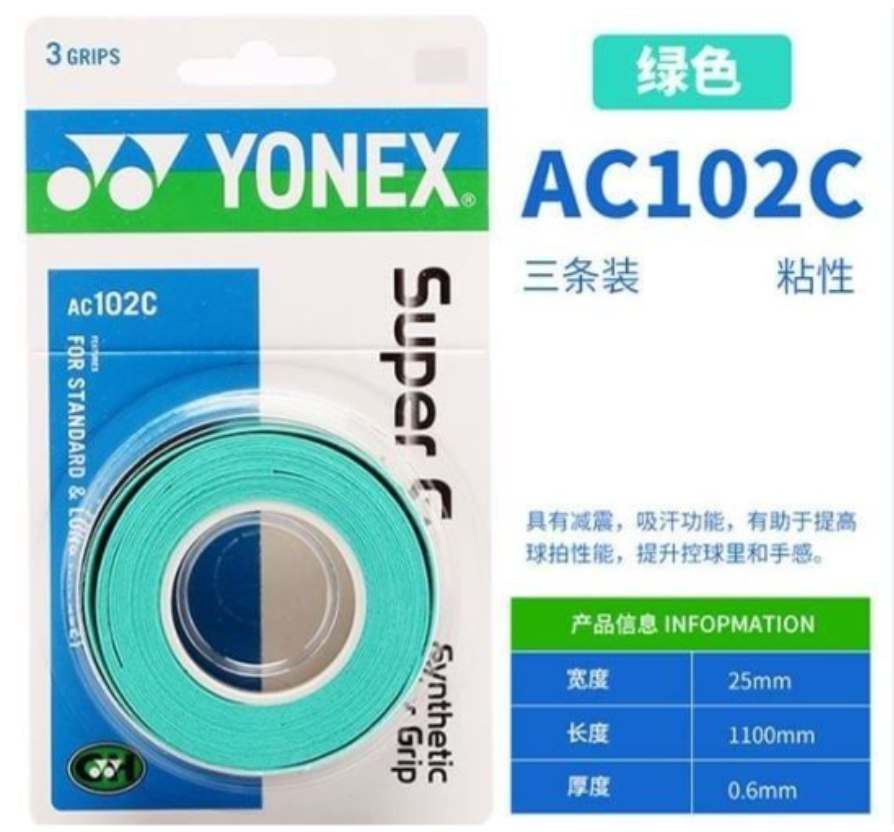 3 GRIPS
YONEX®
AC102C
FEATURES
FOR STANDARD &
Super
Synthetic
Grip
绿色
AC102C
三条装
粘性
具有减震，吸汗功能，有助于提高
球拍性能，提升控球里和手感。
产品信息 INFOPMATION
宽度 25mm
长度 1100mm
厚度 0.6mm